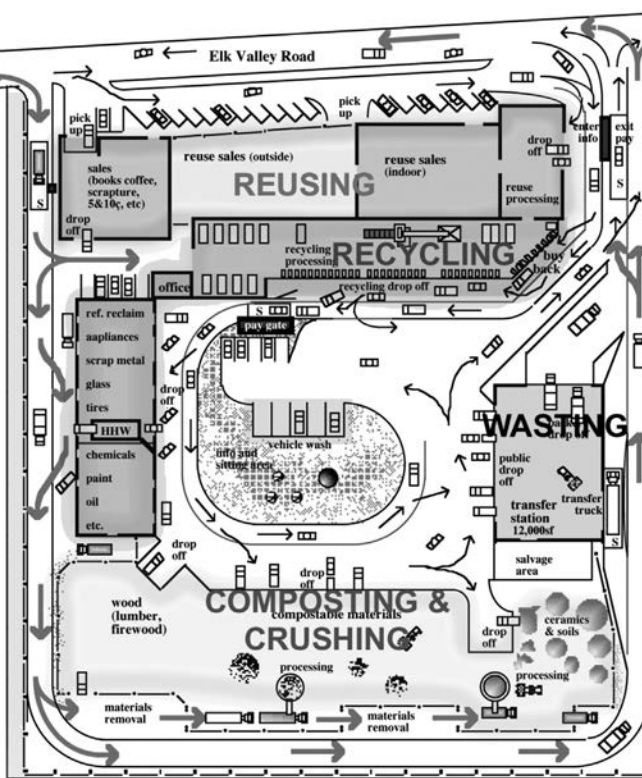 Elk Valley Road
pick
up
pick
up
enter
info
exit
pay
sales
(books coffee,
scrapture,
5&10¢, etc)
reuse sales (outside)
REUSING
reuse sales
(indoor)
drop
off
reuse
processing
S
S
drop
off
recycling
processing
RECYCLING
buy
back
office
recycling drop off
S
pay gate
ref. reclaim
aapliances
scrap metal
glass
tires
HHW
chemicals
paint
oil
etc.
drop
off
vehicle wash
info and
sitting area
WASTING
drop off
public
drop
off
transfer
truck
transfer
station
12,000sf
S
salvage
area
drop
off
drop
off
wood
(lumber,
firewood)
COMPOSTING &
compostable materials
CRUSHING
ceramics
& soils
drop
off
processing
processing
materials
removal
materials
removal